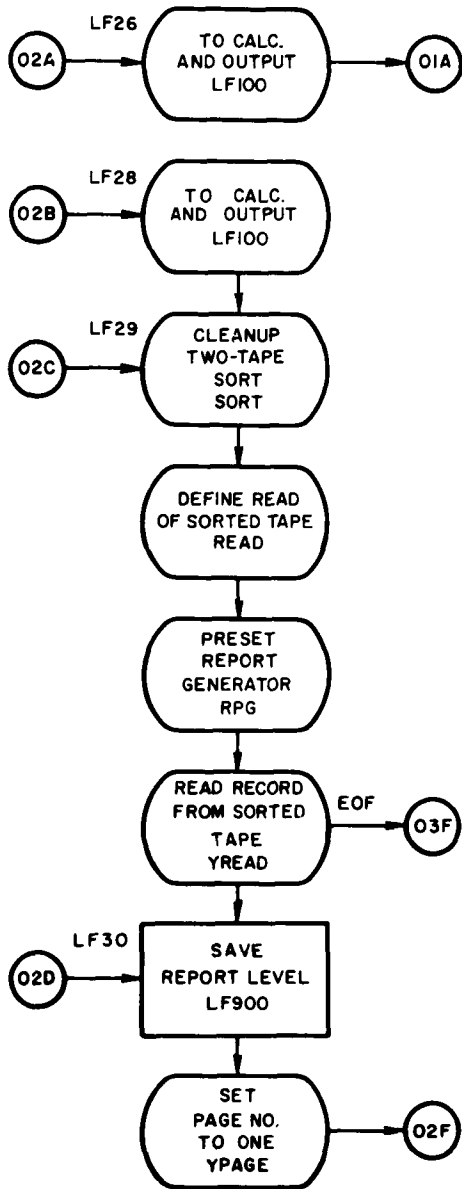 LF26
02A
TO CALC.
AND OUTPUT
LF100
01A
LF28
02B
TO CALC.
AND OUTPUT
LF100
LF29
02C
CLEANUP
TWO-TAPE
SORT
SORT
DEFINE READ
OF SORTED TAPE
READ
PRESET
REPORT
GENERATOR
RPG
READ RECORD
FROM SORTED
TAPE
YREAD
EOF
03F
LF30
02D
SAVE
REPORT LEVEL
LF900
SET
PAGE NO.
TO ONE
YPAGE
02F